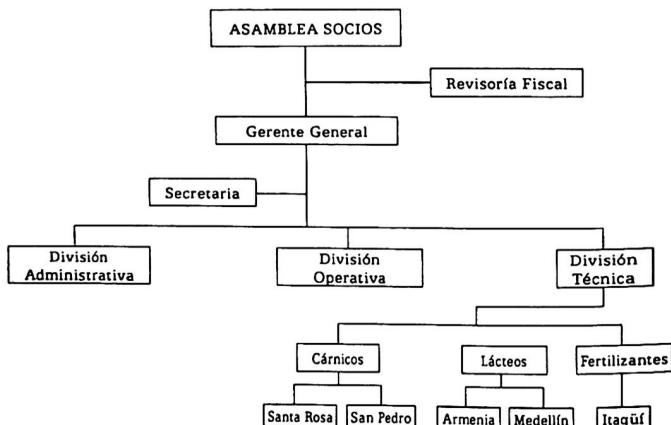 ASAMBLEA SOCIOS
Revisoría Fiscal
Gerente General
Secretaria
División
Administrativa
División
Operativa
División
Técnica
Cárnicos
Lácteos
Fertilizantes
Santa Rosa
San Pedro
Armenia
Medellín
Itagüí